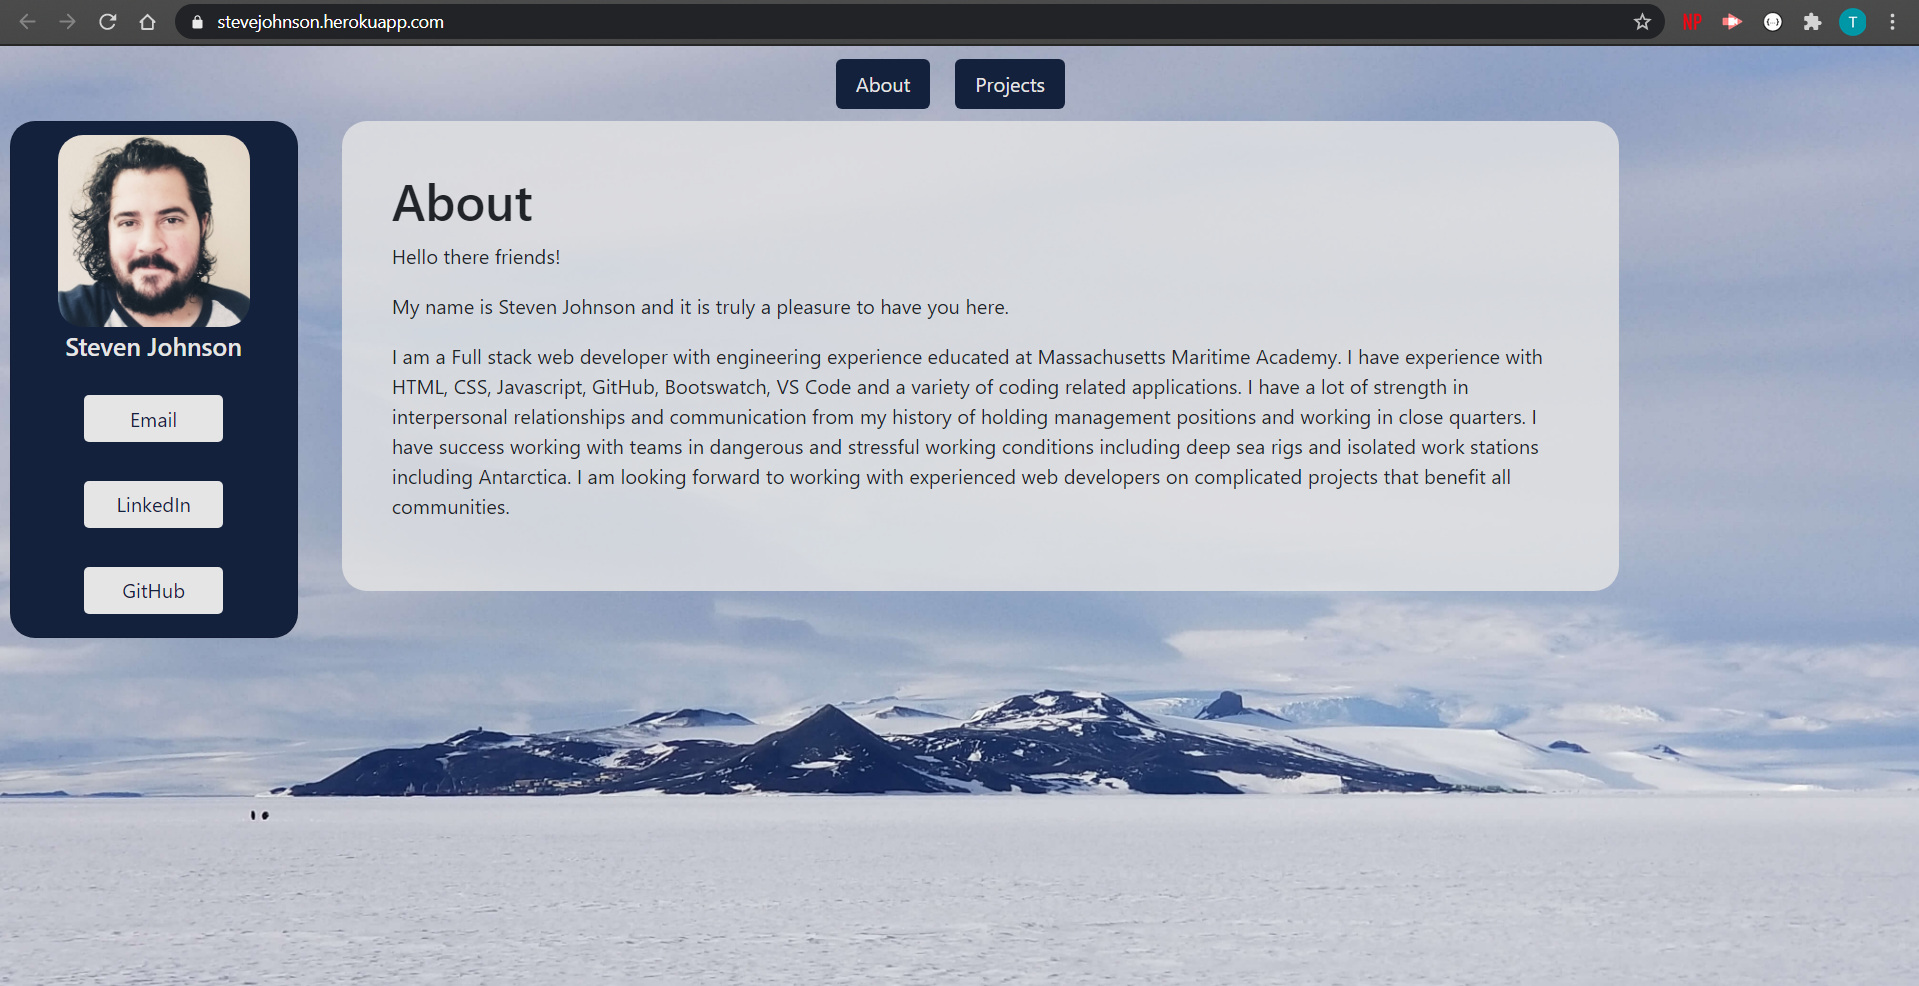 stevejohnson.herokuapp.com
NP
T
About
Projects
Steven Johnson
Email
LinkedIn
GitHub
About
Hello there friends!
My name is Steven Johnson and it is truly a pleasure to have you here.
I am a Full stack web developer with engineering experience educated at Massachusetts Maritime Academy. I have experience with
HTML, CSS, Javascript, GitHub, Bootswatch, VS Code and a variety of coding related applications. I have a lot of strength in
interpersonal relationships and communication from my history of holding management positions and working in close quarters. I
have success working with teams in dangerous and stressful working conditions including deep sea rigs and isolated work stations
including Antarctica. I am looking forward to working with experienced web developers on complicated projects that benefit all
communities.